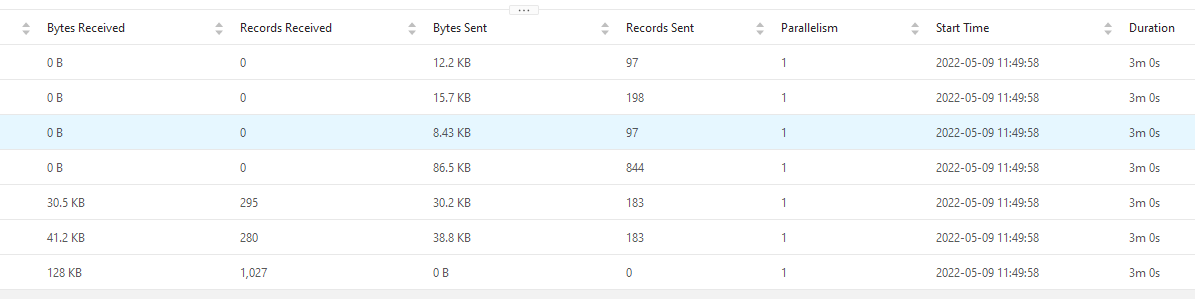 Bytes Received Records Received Bytes Sent Records Sent Parallelism Start Time Duration
0 B 0 12.2 KB 97 1 2022-05-09 11:49:58 3m 0s
0 B 0 15.7 KB 198 1 2022-05-09 11:49:58 3m 0s
0 B 0 8.43 KB 97 1 2022-05-09 11:49:58 3m 0s
0 B 0 86.5 KB 844 1 2022-05-09 11:49:58 3m 0s
30.5 KB 295 30.2 KB 183 1 2022-05-09 11:49:58 3m 0s
41.2 KB 280 38.8 KB 183 1 2022-05-09 11:49:58 3m 0s
128 KB 1,027 0 B 0 1 2022-05-09 11:49:58 3m 0s